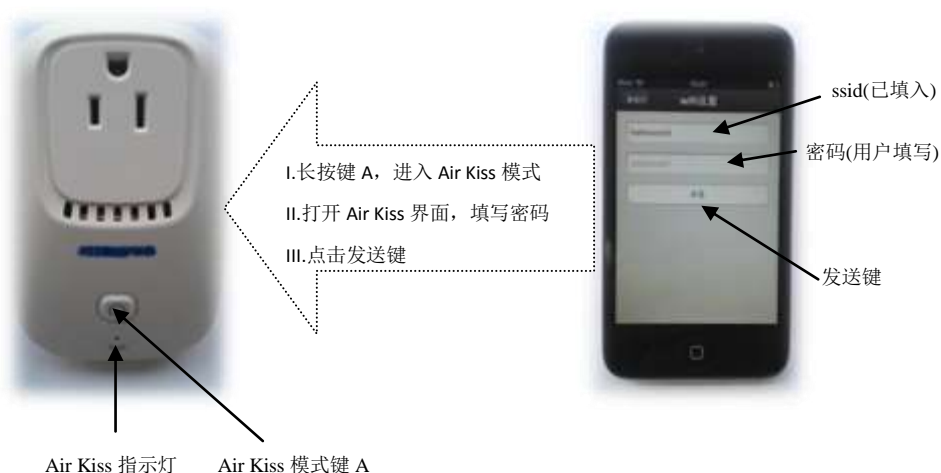 ssid(已填入)
密码(用户填写)
I.长按键 A，进入 Air Kiss 模式
II.打开 Air Kiss 界面，填写密码
III.点击发送键
发送键
Air Kiss 指示灯
Air Kiss 模式键 A